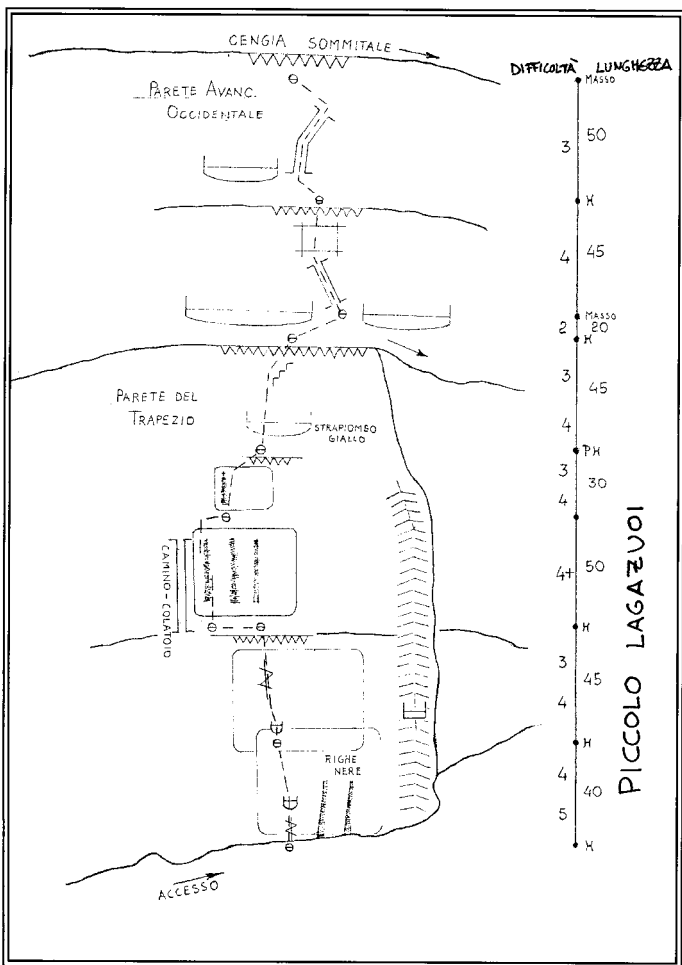 CENGIA SOMMITALE
DIFFICOLTÀ LUNGHEZZA
MASSO
PARETE AVANC.
OCCIDENTALE
3 50
H
4 45
MASSO
2 20
H
3
45
PARETE DEL
TRAPEZIO
4
STRAPIOMBO
GIALLO
PH
3
30
4
CAMINO-COLATOIO
4+ 50
H
3
45
4
H
RIGHE
NERE
4
40
5
H
ACCESSO
PICCOLO LAGAZUOI